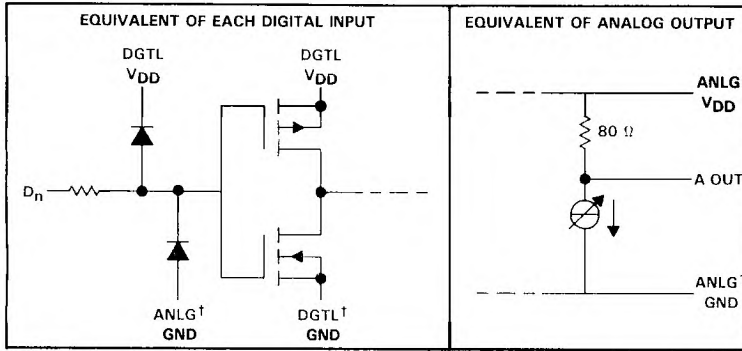 EQUIVALENT OF EACH DIGITAL INPUT
DGTL
VDD
DGTL
VDD
Dn
ANLG†
GND
DGTL†
GND
EQUIVALENT OF ANALOG OUTPUT
ANLG
VDD
80 Ω
A OUT
ANLG†
GND